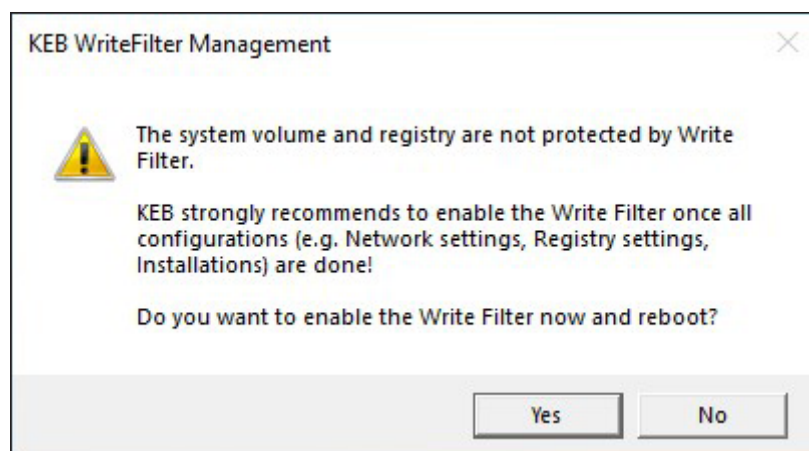 KEB WriteFilter Management
The system volume and registry are not protected by Write
Filter.
KEB strongly recommends to enable the Write Filter once all
configurations (e.g. Network settings, Registry settings,
Installations) are done!
Do you want to enable the Write Filter now and reboot?
Yes No